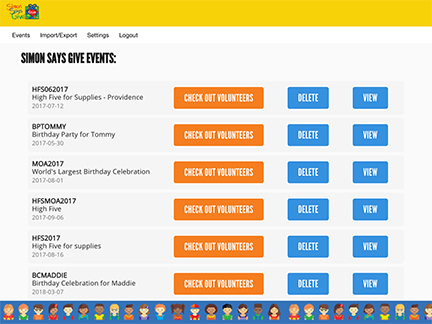 Simon
Says
Give
Events Import/Export Settings Logout
SIMON SAYS GIVE EVENTS:
HFS062017
High Five for Supplies - Providence
2017-07-12
CHECK OUT VOLUNTEERS DELETE VIEW
BPTOMMY
Birthday Party for Tommy
2017-05-30
CHECK OUT VOLUNTEERS DELETE VIEW
MOA2017
World's Largest Birthday Celebration
2017-08-01
CHECK OUT VOLUNTEERS DELETE VIEW
HFSMOA2017
High Five
2017-09-06
CHECK OUT VOLUNTEERS DELETE VIEW
HFS2017
High Five for supplies
2017-08-16
CHECK OUT VOLUNTEERS DELETE VIEW
BCMADDIE
Birthday Celebration for Maddie
2018-03-07
CHECK OUT VOLUNTEERS DELETE VIEW